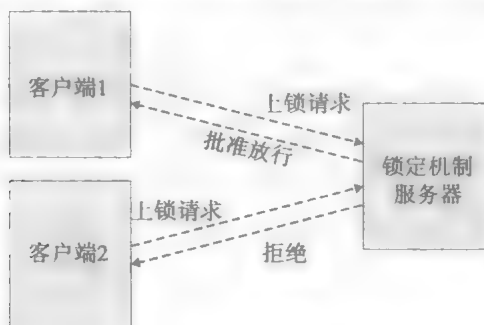 客户端1
上锁请求
批准放行
锁定机制
服务器
上锁请求
客户端2
拒绝